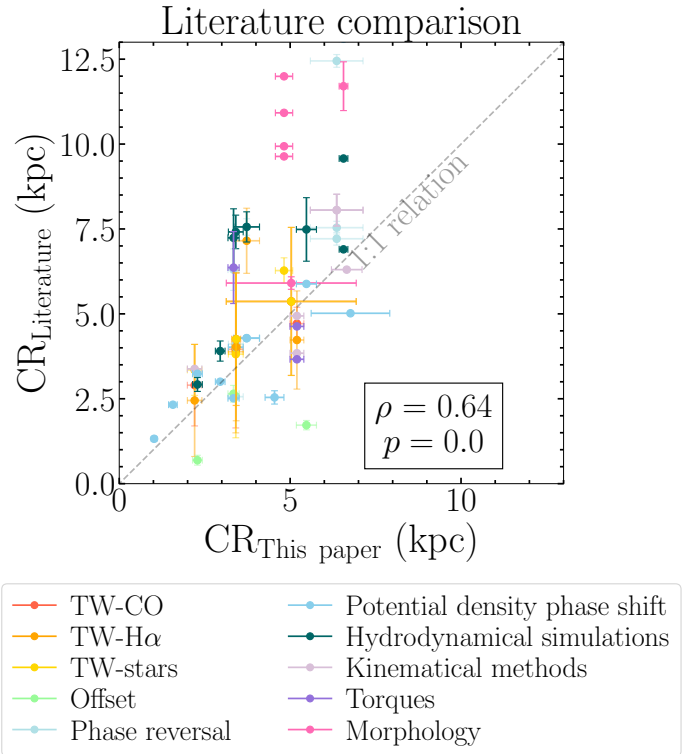 Literature comparison
12.5
10.0
7.5
5.0
2.5
0.0
CR_Literature (kpc)
1:1 relation
ρ = 0.64
p = 0.0
0
5
10
CR_This paper (kpc)
TW-CO
TW-Hα
TW-stars
Offset
Phase reversal
Potential density phase shift
Hydrodynamical simulations
Kinematical methods
Torques
Morphology